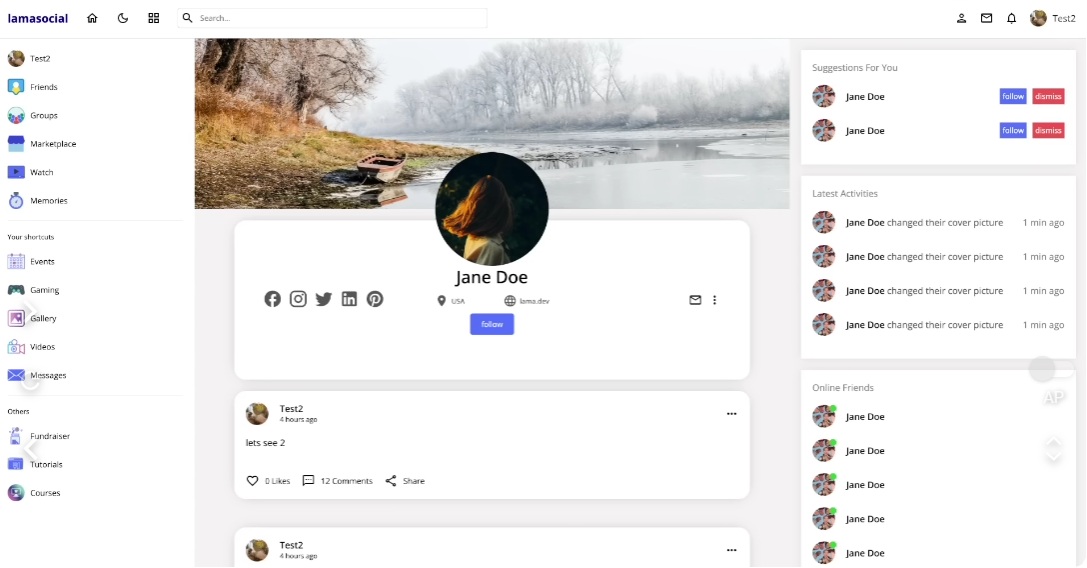 lamasocial
Search...
Test2
Test2
Friends
Groups
Marketplace
Watch
Memories
Your shortcuts
Events
Gaming
Gallery
Videos
Messages
Others
Fundraiser
Tutorials
Courses
Jane Doe
USA
lama.dev
follow
Test2
4 hours ago
lets see 2
0 Likes 12 Comments Share
Test2
4 hours ago
Suggestions For You
Jane Doe follow dismiss
Jane Doe follow dismiss
Latest Activities
Jane Doe changed their cover picture 1 min ago
Jane Doe changed their cover picture 1 min ago
Jane Doe changed their cover picture 1 min ago
Jane Doe changed their cover picture 1 min ago
Online Friends
Jane Doe
Jane Doe
Jane Doe
Jane Doe
Jane Doe
AP